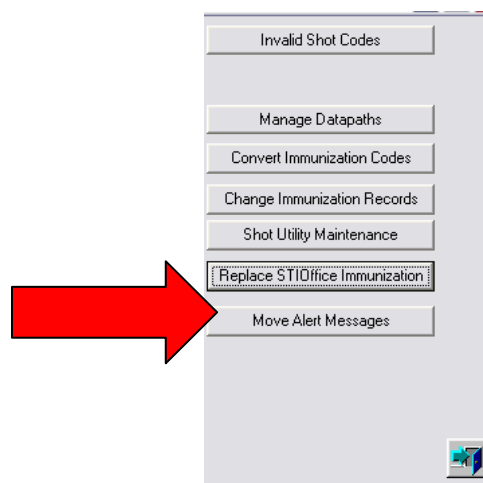 Invalid Shot Codes
Manage Datapaths
Convert Immunization Codes
Change Immunization Records
Shot Utility Maintenance
Replace STIOffice Immunization
Move Alert Messages